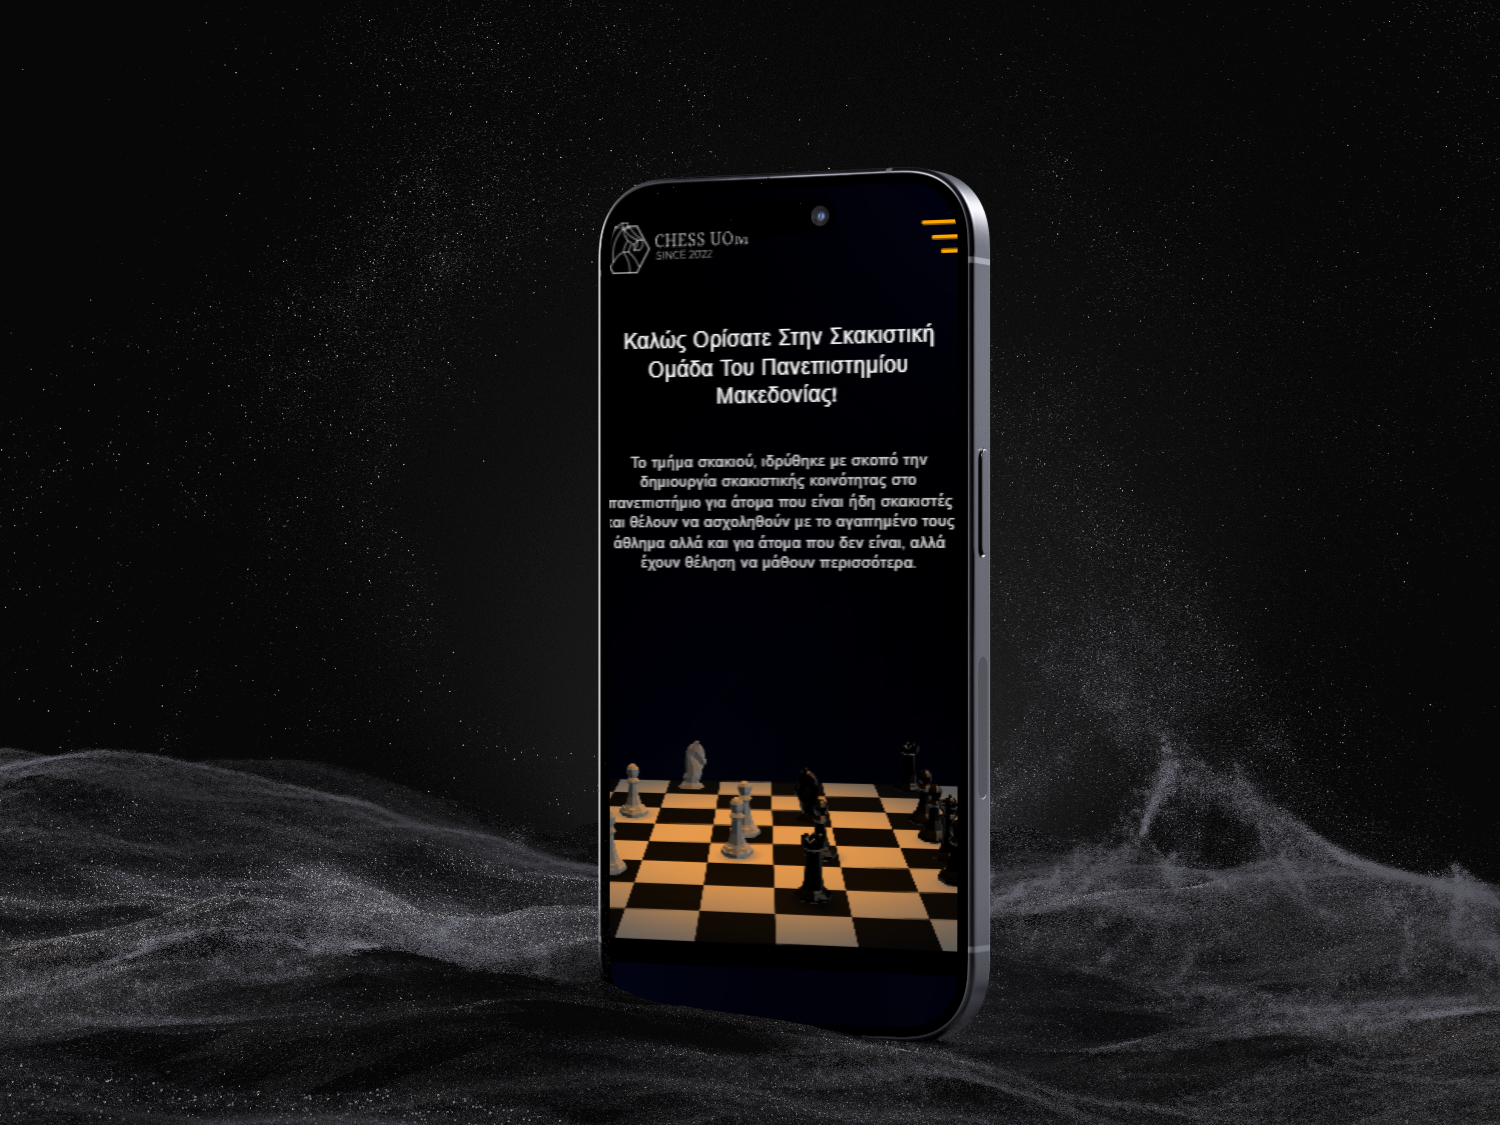 CHESS UOM
SINCE 2022
Καλώς Ορίσατε Στην Σκακιστική
Ομάδα Του Πανεπιστημίου
Μακεδονίας!
Το τμήμα σκακιού, ιδρύθηκε με σκοπό την
δημιουργία σκακιστικής κοινότητας στο
πανεπιστήμιο για άτομα που είναι ήδη σκακιστές
και θέλουν να ασχοληθούν με το αγαπημένο τους
άθλημα αλλά και για άτομα που δεν είναι, αλλά
έχουν θέληση να μάθουν περισσότερα.